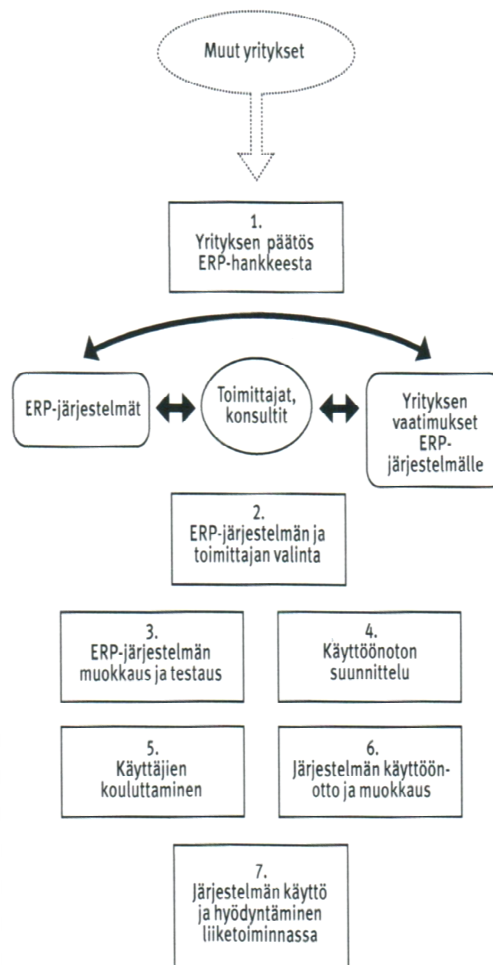 Muut yritykset
1.
Yrityksen päätös
ERP-hankkeesta
ERP-järjestelmät
Toimittajat,
konsultit
Yrityksen
vaatimukset
ERP-
järjestelmälle
2.
ERP-järjestelmän ja
toimittajan valinta
3.
ERP-järjestelmän
muokkaus ja testaus
4.
Käyttöönoton
suunnittelu
5.
Käyttäjien
kouluttaminen
6.
Järjestelmän käyttöön-
otto ja muokkaus
7.
Järjestelmän käyttö
ja hyödyntäminen
liiketoiminnassa